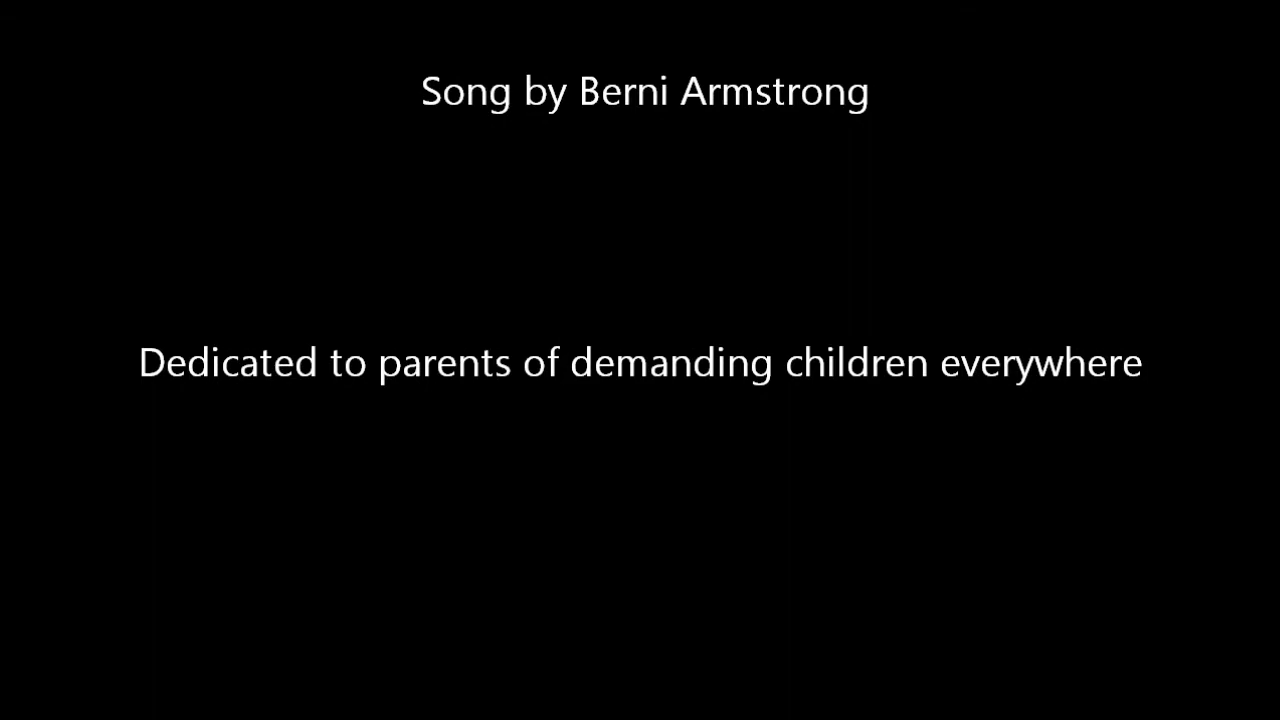 Song by Berni Armstrong
Dedicated to parents of demanding children everywhere